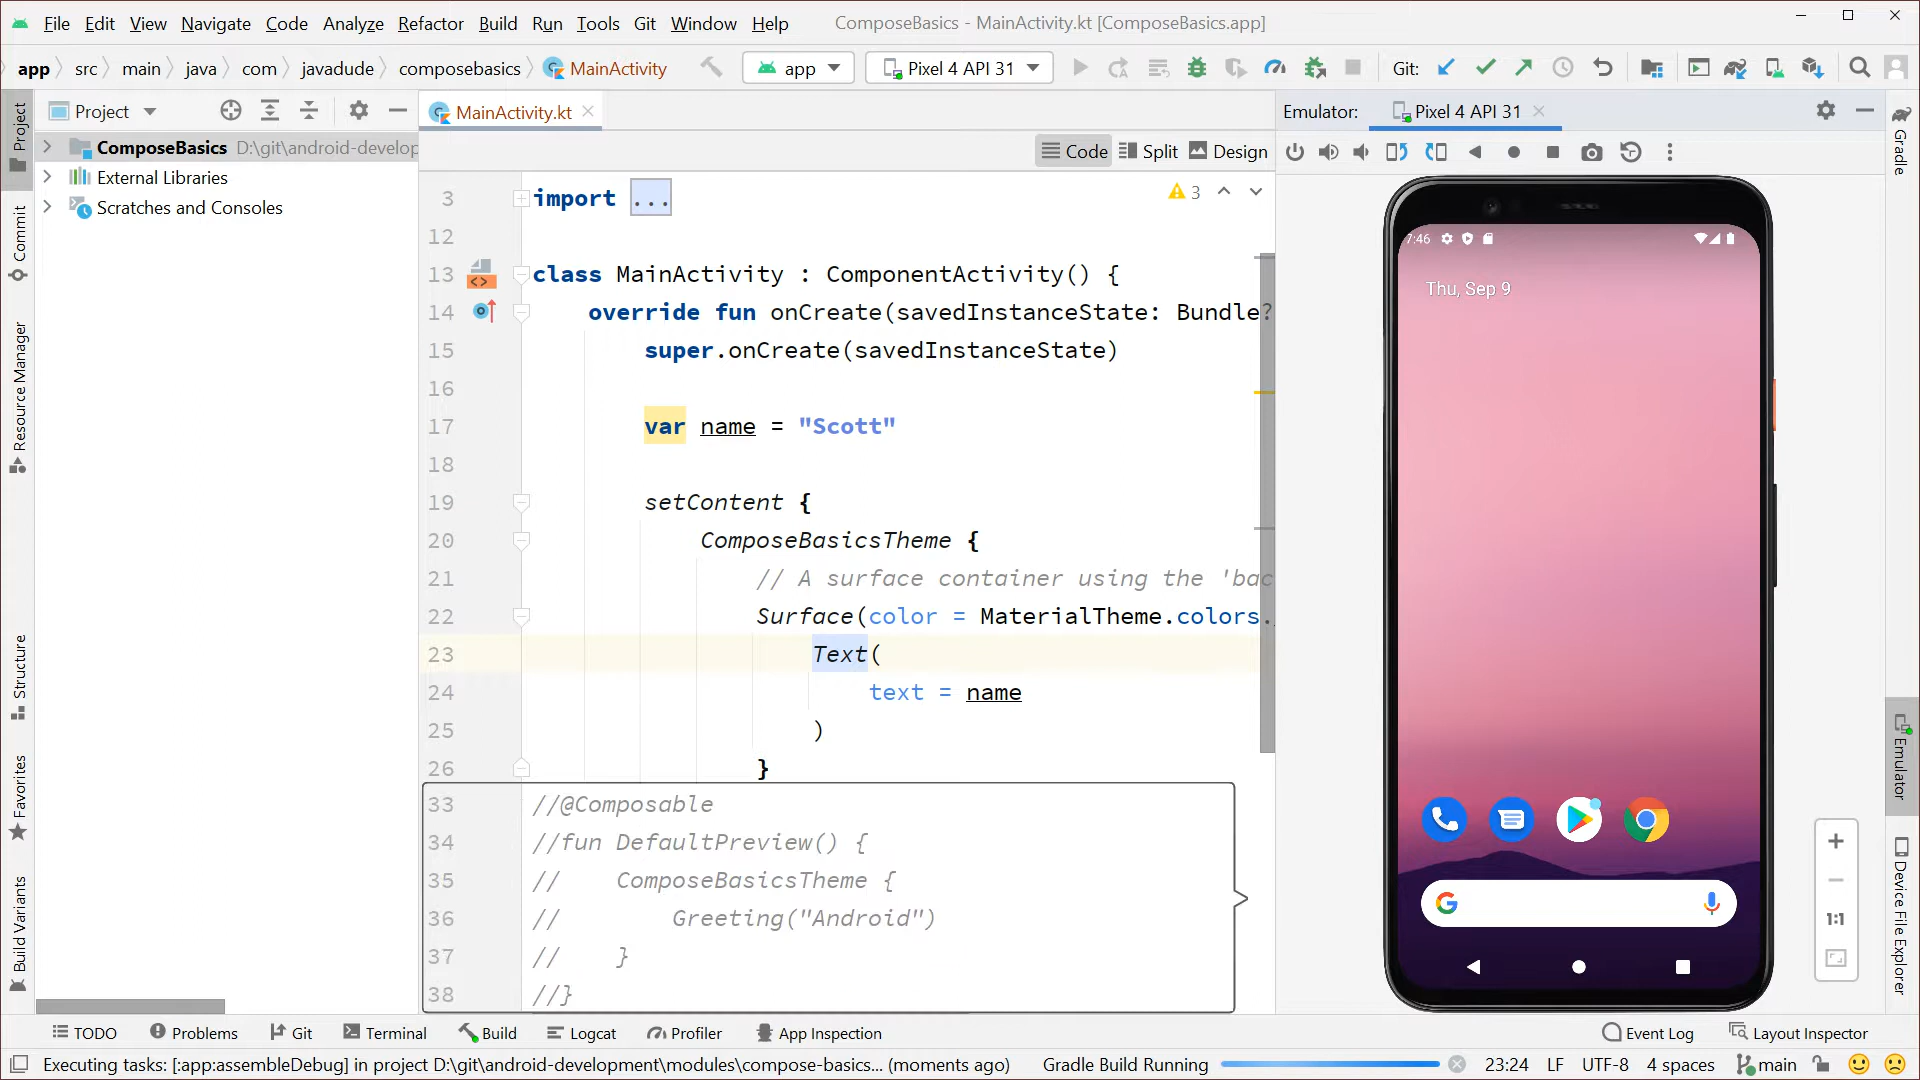 File Edit View Navigate Code Analyze Refactor Build Run Tools Git Window Help ComposeBasics - MainActivity.kt [ComposeBasics.app]
app src main java com javadude composebasics MainActivity app Pixel 4 API 31 Git:
Project MainActivity.kt Emulator: Pixel 4 API 31
ComposeBasics D:\git\android-develop
Code Split Design
External Libraries
Scratches and Consoles
3 import ...
3
12
13 class MainActivity : ComponentActivity() {
14 override fun onCreate(savedInstanceState: Bundle?
15 super.onCreate(savedInstanceState)
16
17 var name = "Scott"
18
19 setContent {
20 ComposeBasicsTheme {
21 // A surface container using the 'bac
22 Surface(color = MaterialTheme.colors.
23 Text(
24 text = name
25 )
26 }
33 //@Composable
34 //fun DefaultPreview() {
35 // ComposeBasicsTheme {
36 // Greeting("Android")
37 // }
38 //}
7:46
Thu, Sep 9
1:1
Project
Commit
Resource Manager
Structure
Favorites
Build Variants
Gradle
Emulator
Device File Explorer
TODO Problems Git Terminal Build Logcat Profiler App Inspection Event Log Layout Inspector
Executing tasks: [:app:assembleDebug] in project D:\git\android-development\modules\compose-basics... (moments ago) Gradle Build Running 23:24 LF UTF-8 4 spaces main